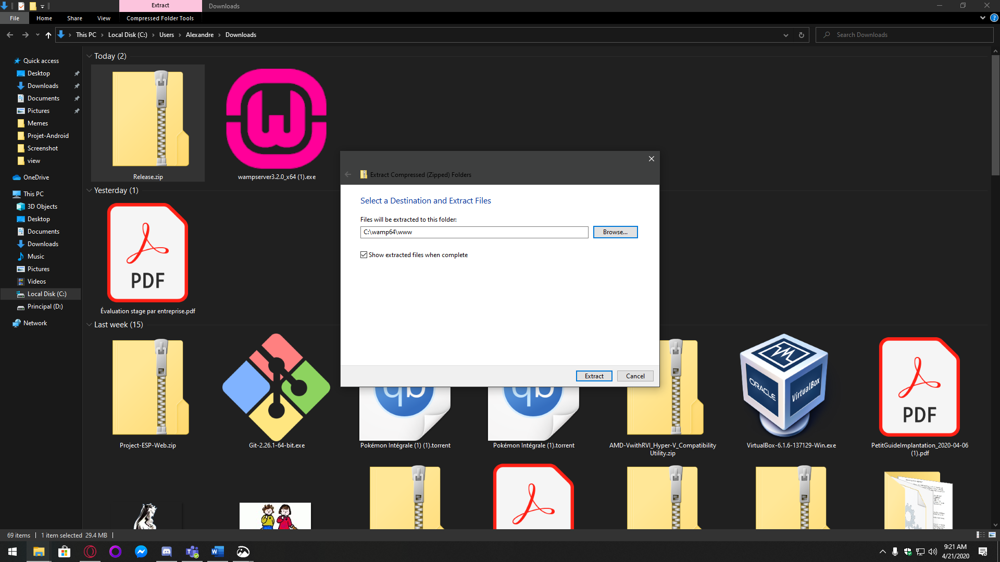 Extract
Downloads
File
Home
Share
View
Compressed Folder Tools
This PC
Local Disk (C:)
Users
Alexandre
Downloads
Search Downloads
Quick access
Desktop
Downloads
Documents
Pictures
Memes
Projet-Android
Screenshot
view
OneDrive
This PC
3D Objects
Desktop
Documents
Downloads
Music
Pictures
Videos
Local Disk (C:)
Principal (D:)
Network
Today (2)
Release.zip
wampserver3.2.0_x64 (1).exe
Yesterday (1)
PDF
Évaluation stage par entreprise.pdf
Last week (15)
Extract Compressed (Zipped) Folders
Select a Destination and Extract Files
Files will be extracted to this folder:
C:\wamp64\www
Browse...
Show extracted files when complete
Extract
Cancel
qb
qb
ORACLE
VirtualBox
PDF
Project-ESP-Web.zip
Git-2.26.1-64-bit.exe
Pokémon Intégrale (1) (1).torrent
Pokémon Intégrale (1).torrent
AMD-VwithRVI_Hyper-V_Compatibility
Utility.zip
VirtualBox-6.1.6-137129-Win.exe
PetitGuideImplantation_2020-04-06
(1).pdf
69 items
1 item selected
29.4 MB
9:21 AM
4/21/2020